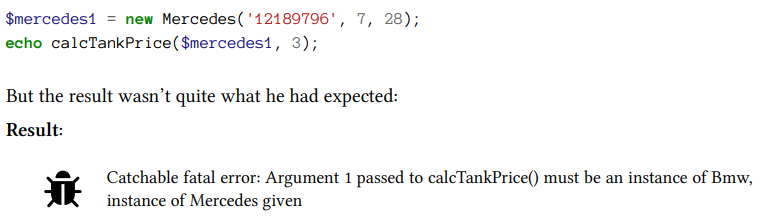 $mercedes1 = new Mercedes('12189796', 7, 28);
echo calcTankPrice($mercedes1, 3);
But the result wasn’t quite what he had expected:
Result:
Catchable fatal error: Argument 1 passed to calcTankPrice() must be an instance of Bmw,
instance of Mercedes given